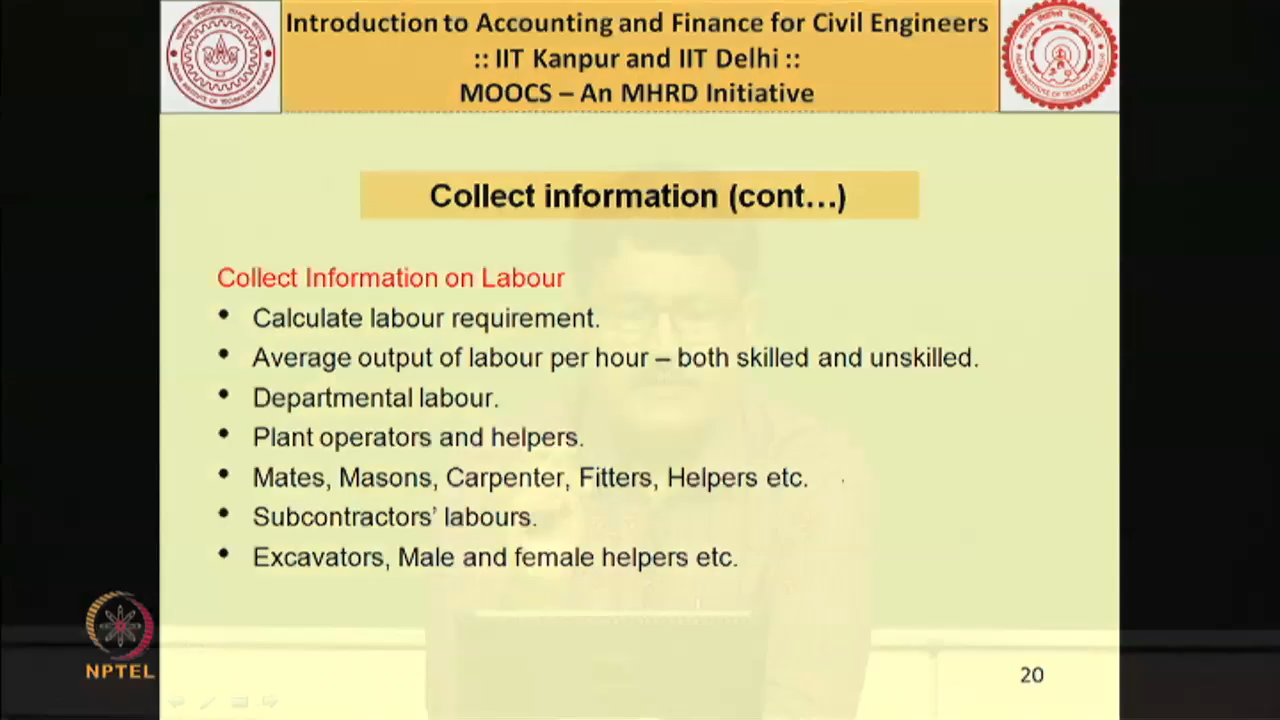 Introduction to Accounting and Finance for Civil Engineers
:: IIT Kanpur and IIT Delhi ::
MOOCS – An MHRD Initiative
Collect information (cont…)
Collect Information on Labour
• Calculate labour requirement.
• Average output of labour per hour – both skilled and unskilled.
• Departmental labour.
• Plant operators and helpers.
• Mates, Masons, Carpenter, Fitters, Helpers etc.
• Subcontractors’ labours.
• Excavators, Male and female helpers etc.
NPTEL
20